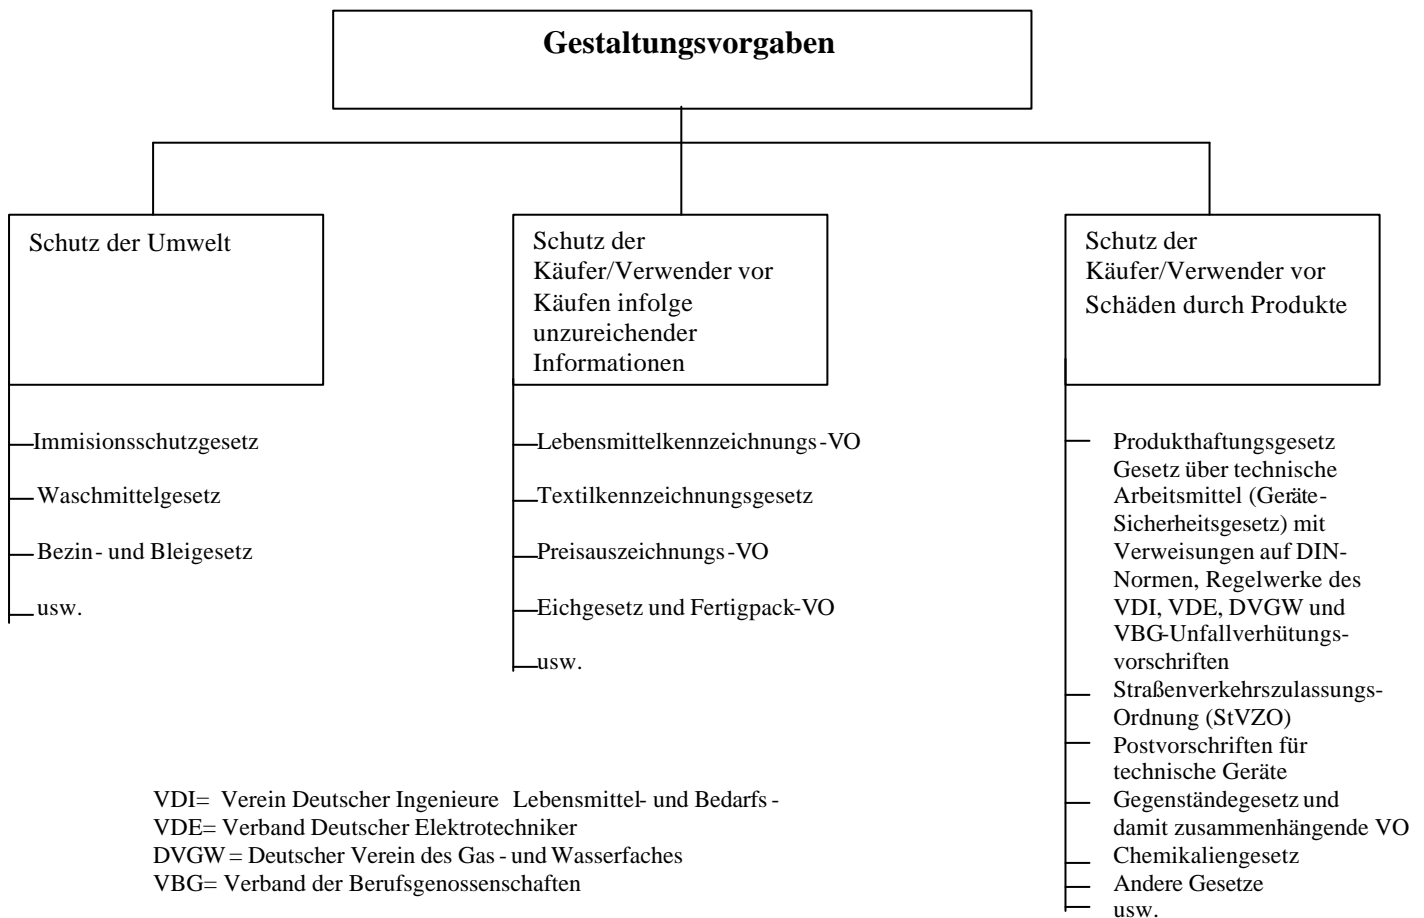 Gestaltungsvorgaben
Schutz der Umwelt
Immisionsschutzgesetz
Waschmittelgesetz
Bezin- und Bleigesetz
usw.
Schutz der
Käufer/Verwender vor
Käufen infolge
unzureichender
Informationen
Lebensmittelkennzeichnungs-VO
Textilkennzeichnungsgesetz
Preisauszeichnungs-VO
Eichgesetz und Fertigpack-VO
usw.
Schutz der
Käufer/Verwender vor
Schäden durch Produkte
Produkthaftungsgesetz
Gesetz über technische
Arbeitsmittel (Geräte-
Sicherheitsgesetz) mit
Verweisungen auf DIN-
Normen, Regelwerke des
VDI, VDE, DVGW und
VBG-Unfallverhütungs-
vorschriften
Straßenverkehrszulassungs-
Ordnung (StVZO)
Postvorschriften für
technische Geräte
Gegenständegesetz und
damit zusammenhängende VO
Chemikaliengesetz
Andere Gesetze
usw.
VDI= Verein Deutscher Ingenieure Lebensmittel- und Bedarfs-
VDE= Verband Deutscher Elektrotechniker
DVGW = Deutscher Verein des Gas- und Wasserfaches
VBG= Verband der Berufsgenossenschaften